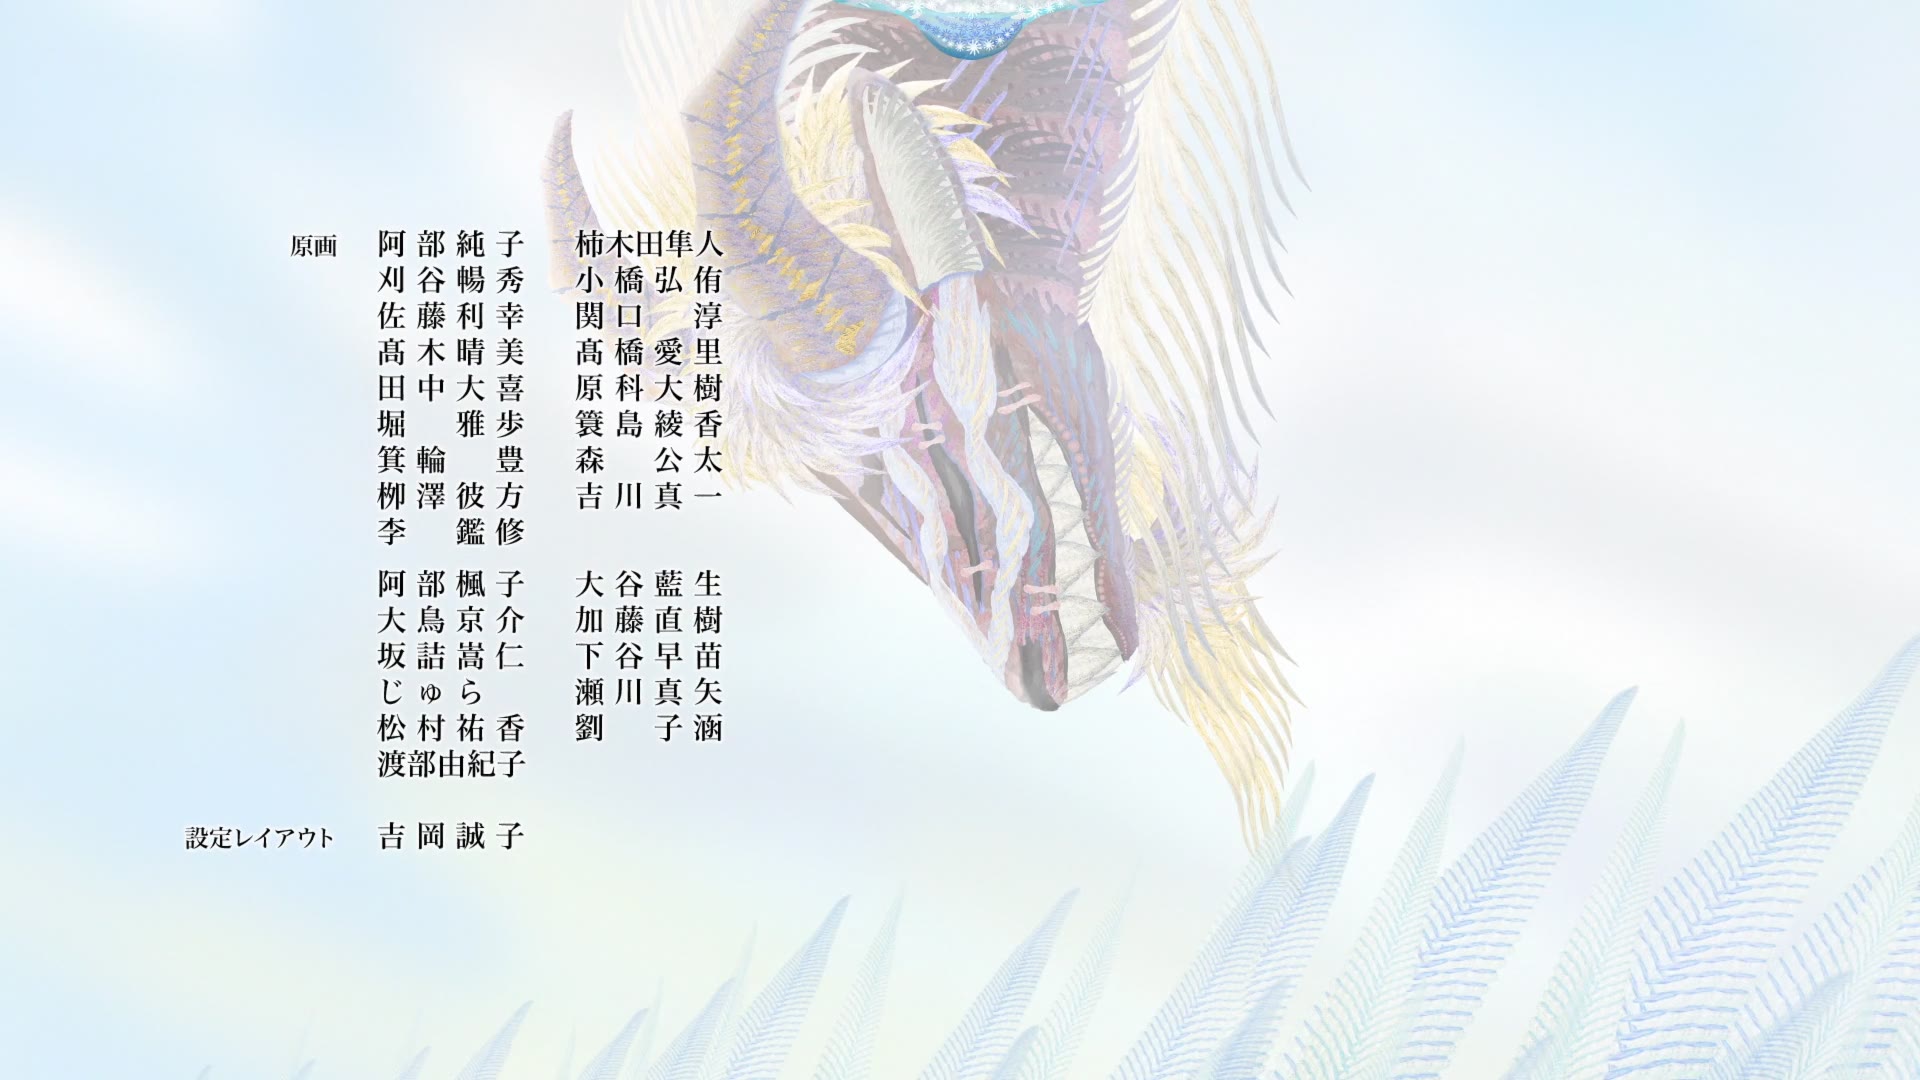 原画 阿部純子 柿木田隼人
刈谷暢秀 小橋弘侑
佐藤利幸 関口 淳
髙木晴美 髙橋愛里
田中大喜 原科大樹
堀 雅歩 簑島綾香
箕輪 豊 森 公太
栁澤彼方 吉川真一
李 鑑修
阿部楓子 大谷藍生
大鳥京介 加藤直樹
坂詰嵩仁 下谷早苗
じゅら 瀬川真矢
松村祐香 劉 子涵
渡部由紀子
設定レイアウト 吉岡誠子